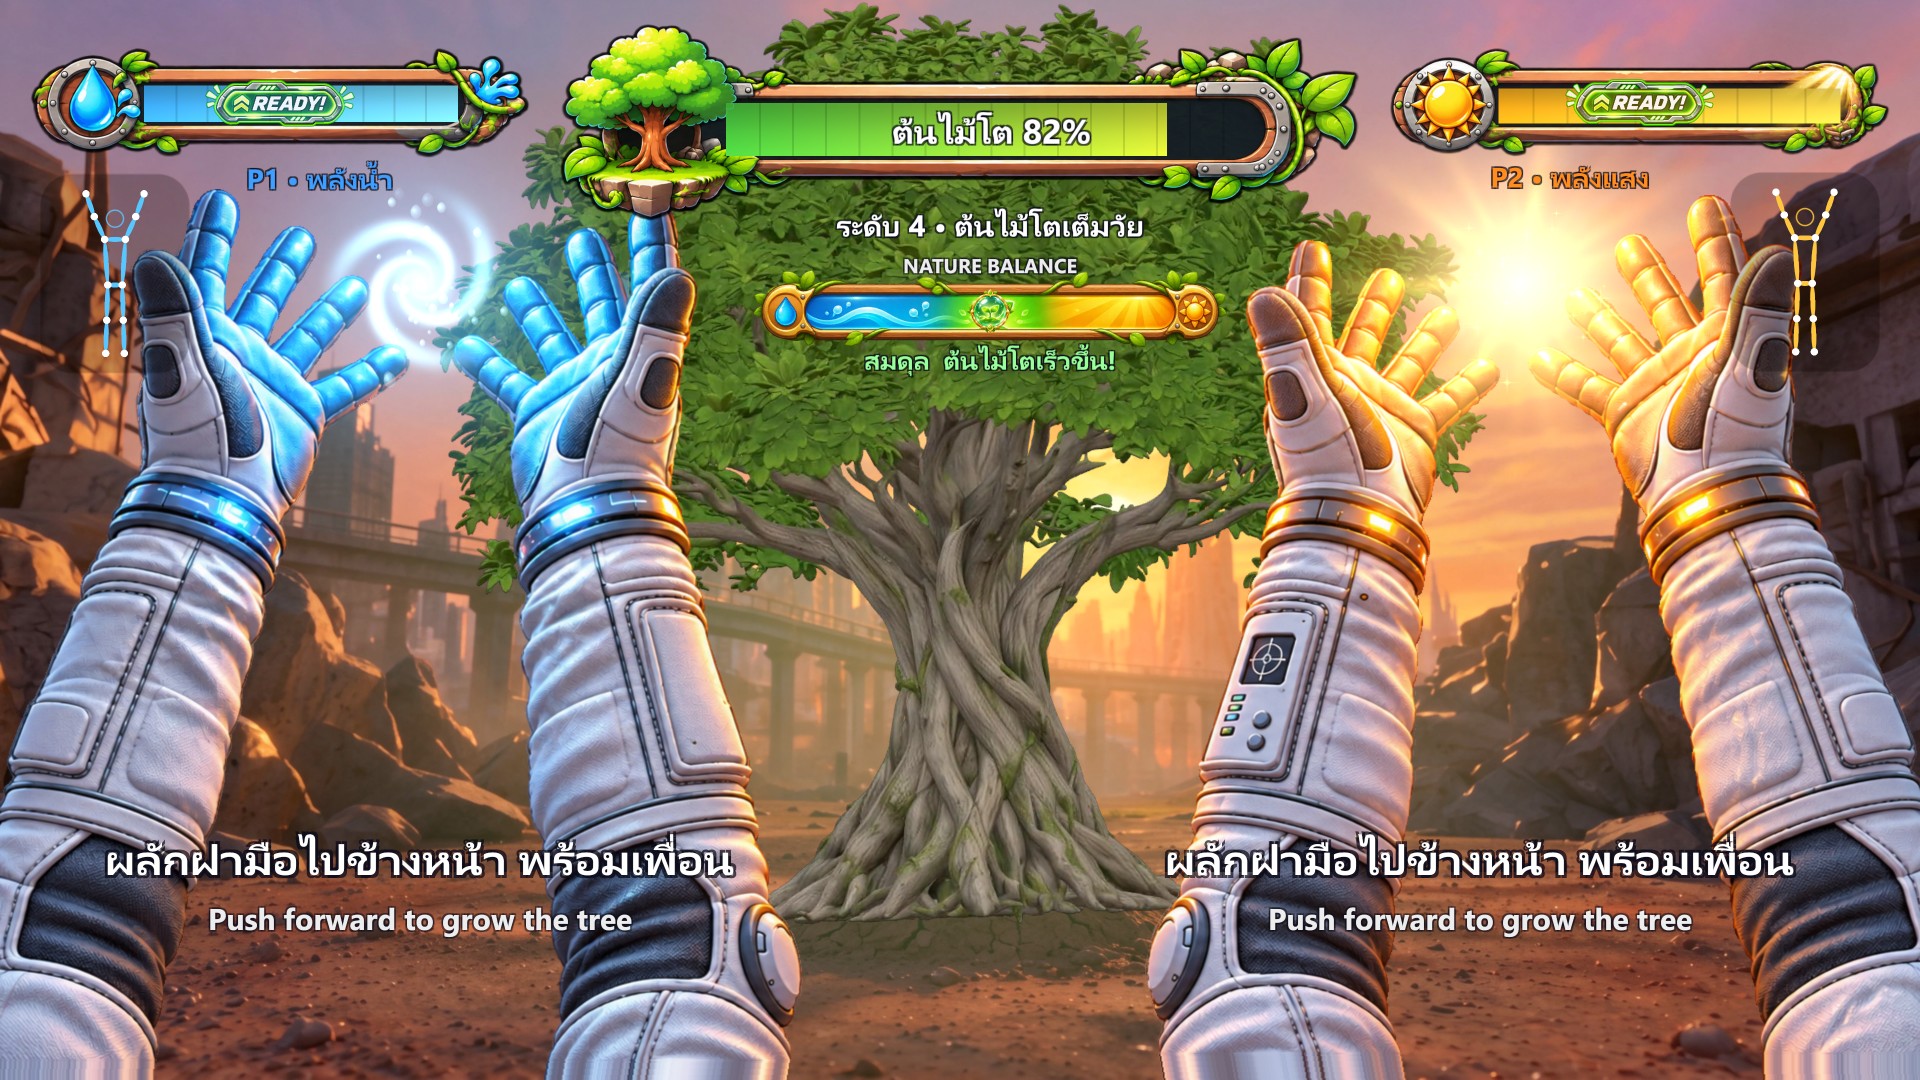 READY!
ต้นไม้โต 82%
READY!
P1 • พลังน้ำ
P2 • พลังแสง
ระดับ 4 • ต้นไม้โตเต็มวัย
NATURE BALANCE
สมดุล ต้นไม้โตเร็วขึ้น!
ผลักฝ่ามือไปข้างหน้า พร้อมเพื่อน
Push forward to grow the tree
ผลักฝ่ามือไปข้างหน้า พร้อมเพื่อน
Push forward to grow the tree